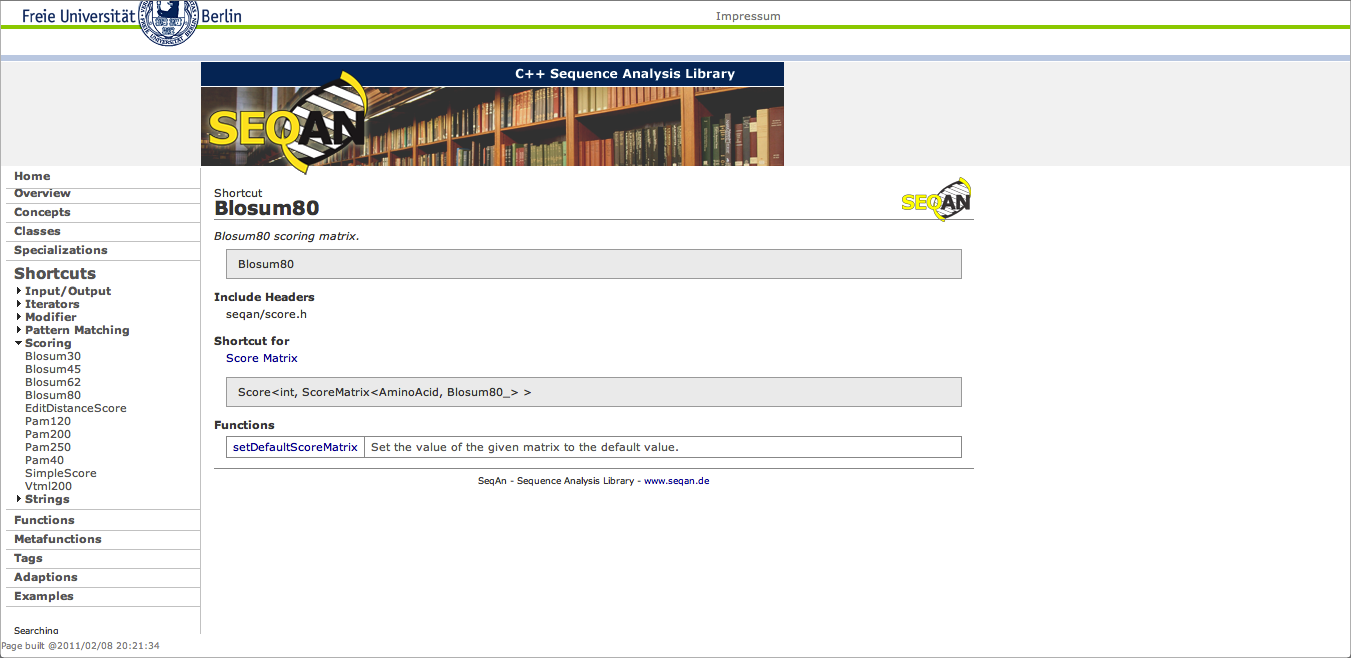 Freie Universität Berlin
Impressum
C++ Sequence Analysis Library
SEQAN
Home
Overview
Concepts
Classes
Specializations
Shortcuts
Input/Output
Iterators
Modifier
Pattern Matching
Scoring
Blosum30
Blosum45
Blosum62
Blosum80
EditDistanceScore
Pam120
Pam200
Pam250
Pam40
SimpleScore
Vtml200
Strings
Functions
Metafunctions
Tags
Adaptions
Examples
Searching
Shortcut
Blosum80
SEQAN
Blosum80 scoring matrix.
Blosum80
Include Headers
seqan/score.h
Shortcut for
Score Matrix
Score<int, ScoreMatrix<AminoAcid, Blosum80_> >
Functions
setDefaultScoreMatrix Set the value of the given matrix to the default value.
SeqAn - Sequence Analysis Library - www.seqan.de
Page built @2011/02/08 20:21:34